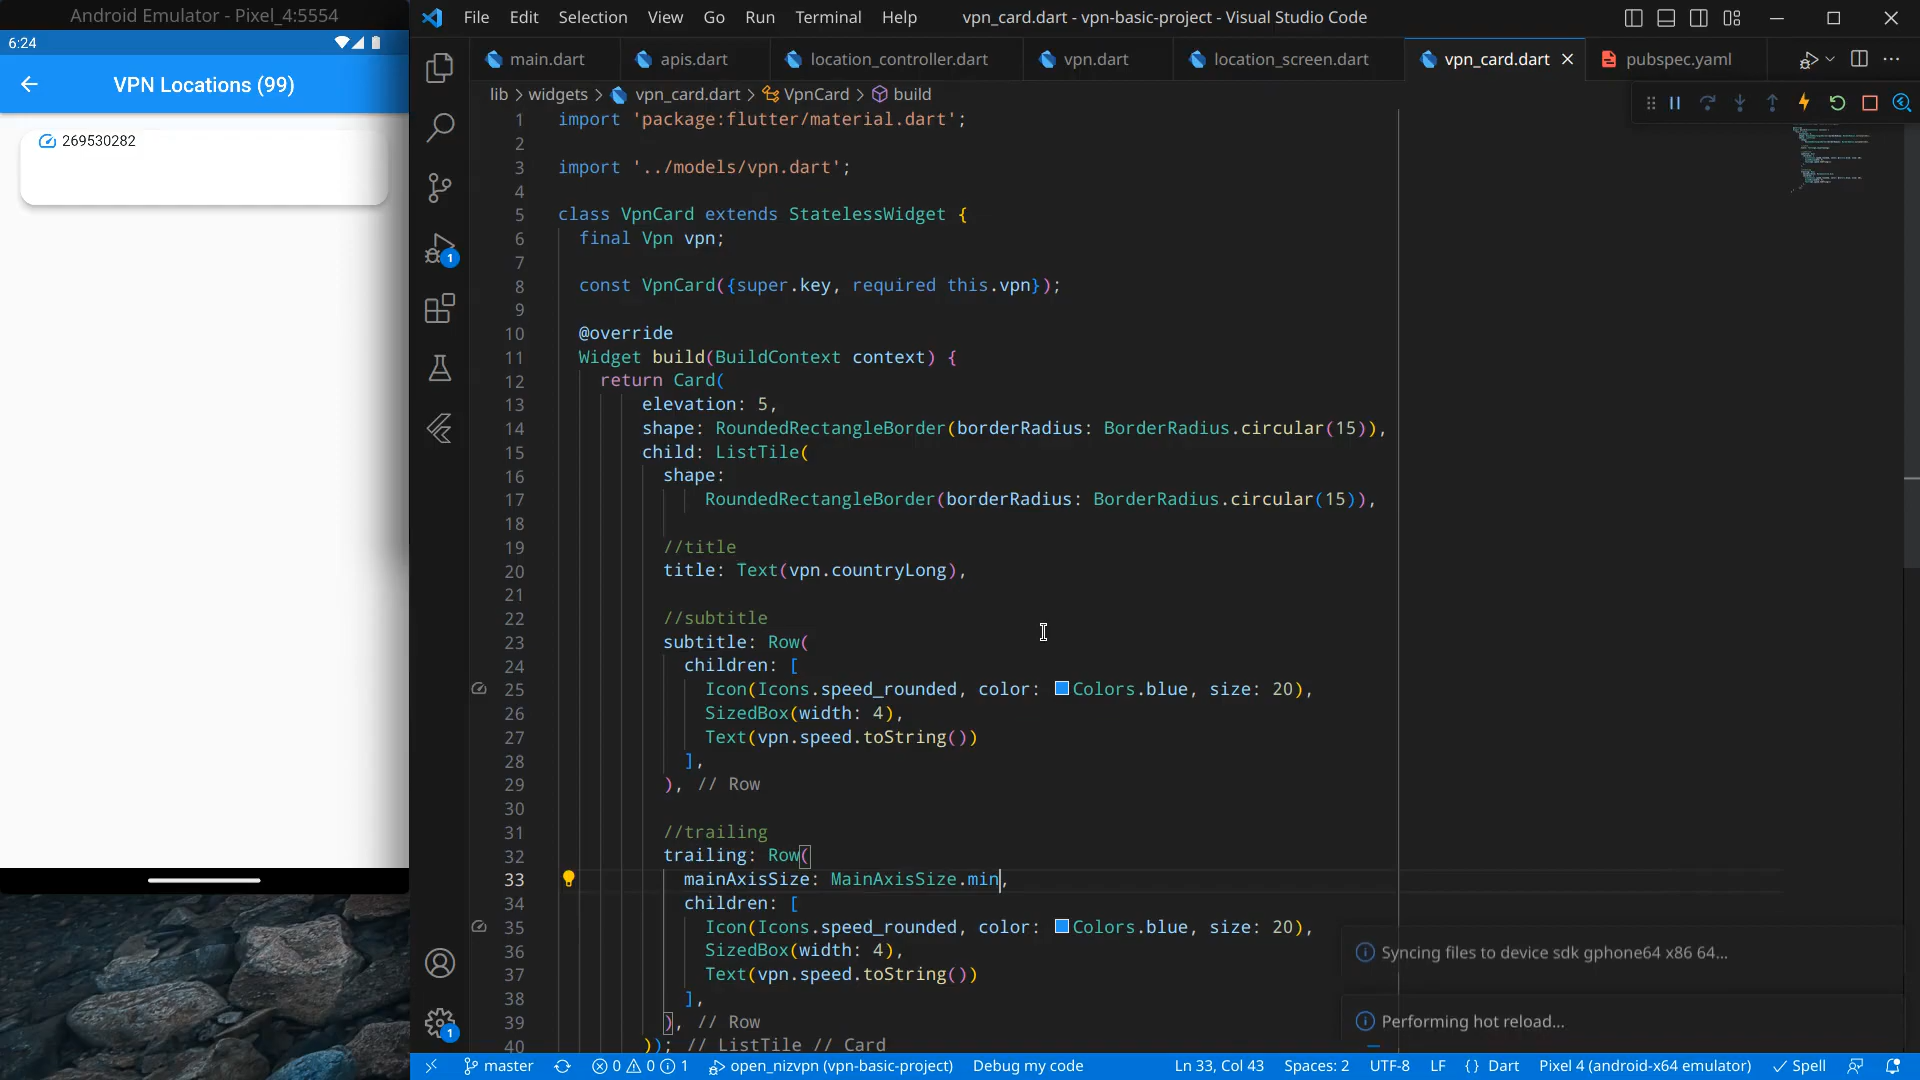 Android Emulator - Pixel_4:5554
6:24
VPN Locations (99)
269530282
File Edit Selection View Go Run Terminal Help
vpn_card.dart - vpn-basic-project - Visual Studio Code
main.dart
apis.dart
location_controller.dart
vpn.dart
location_screen.dart
vpn_card.dart
pubspec.yaml
lib > widgets > vpn_card.dart > VpnCard > build
1 import 'package:flutter/material.dart';
2
3 import '../models/vpn.dart';
4
5 class VpnCard extends StatelessWidget {
6 final Vpn vpn;
7
8 const VpnCard({super.key, required this.vpn});
9
10 @override
11 Widget build(BuildContext context) {
12 return Card(
13 elevation: 5,
14 shape: RoundedRectangleBorder(borderRadius: BorderRadius.circular(15)),
15 child: ListTile(
16 shape:
17 RoundedRectangleBorder(borderRadius: BorderRadius.circular(15)),
18
19 //title
20 title: Text(vpn.countryLong),
21
22 //subtitle
23 subtitle: Row(
24 children: [
25 Icon(Icons.speed_rounded, color: Colors.blue, size: 20),
26 SizedBox(width: 4),
27 Text(vpn.speed.toString())
28 ],
29 ), // Row
30
31 //trailing
32 trailing: Row(
33 mainAxisSize: MainAxisSize.min,
34 children: [
35 Icon(Icons.speed_rounded, color: Colors.blue, size: 20),
36 SizedBox(width: 4),
37 Text(vpn.speed.toString())
38 ],
39 ), // Row
40 )); // ListTile // Card
Syncing files to device sdk gphone64 x86 64...
Performing hot reload...
1
1
master
0 0 1
open_nizvpn (vpn-basic-project)
Debug my code
Ln 33, Col 43
Spaces: 2
UTF-8
LF
{} Dart
Pixel 4 (android-x64 emulator)
Spell